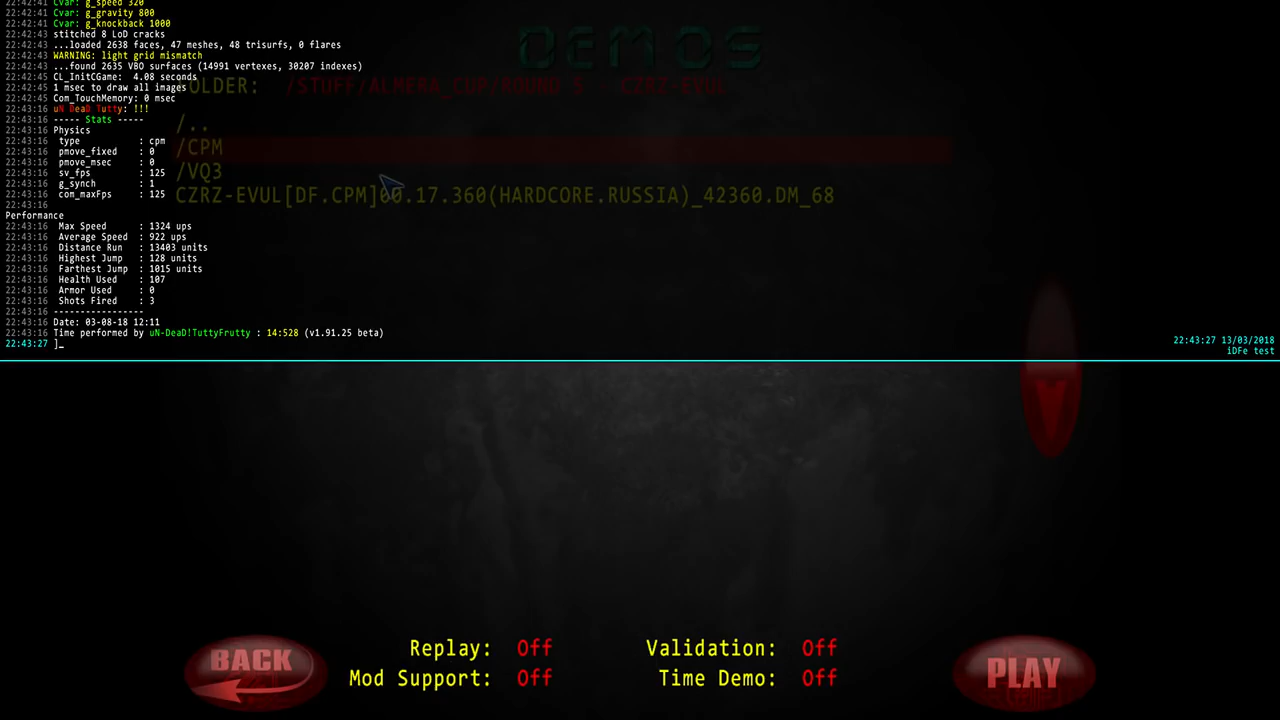 22:42:41 Cvar: g_speed 320
22:42:41 Cvar: g_gravity 800
22:42:41 Cvar: g_knockback 1000
22:42:43 stitched 8 LoD cracks
22:42:43 ...loaded 2638 faces, 47 meshes, 48 trisurfs, 0 flares
22:42:43 WARNING: light grid mismatch
22:42:43 ...found 2635 VBO surfaces (14991 vertexes, 30207 indexes)
22:42:45 CL_InitCGame: 4.08 seconds
22:42:45 1 msec to draw all images
22:42:45 Com_TouchMemory: 0 msec
22:43:16 uN DeaD Tutty: !!!
22:43:16 ----- Stats -----
22:43:16 Physics
22:43:16 type : cpm
22:43:16 pmove_fixed : 0
22:43:16 pmove_msec : 0
22:43:16 sv_fps : 125
22:43:16 g_synch : 1
22:43:16 com_maxFps : 125
22:43:16
Performance
22:43:16 Max Speed : 1324 ups
22:43:16 Average Speed : 922 ups
22:43:16 Distance Run : 13403 units
22:43:16 Highest Jump : 128 units
22:43:16 Farthest Jump : 1015 units
22:43:16 Health Used : 107
22:43:16 Armor Used : 0
22:43:16 Shots Fired : 3
22:43:16 -----------------
22:43:16 Date: 03-08-18 12:11
22:43:16 Time performed by uN-DeaD!TuttyFrutty : 14:528 (v1.91.25 beta)
22:43:27 ]_
22:43:27 13/03/2018
iDFe test
DEMOS
OLDER: /STUFF/ALMERA_CUP/ROUND 5 - CZRZ-EVUL
/..
/CPM
/VQ3
CZRZ-EVUL[DF.CPM]00.17.360(HARDCORE.RUSSIA)_42360.DM_68
Replay: Off
Validation: Off
Mod Support: Off
Time Demo: Off
BACK
PLAY